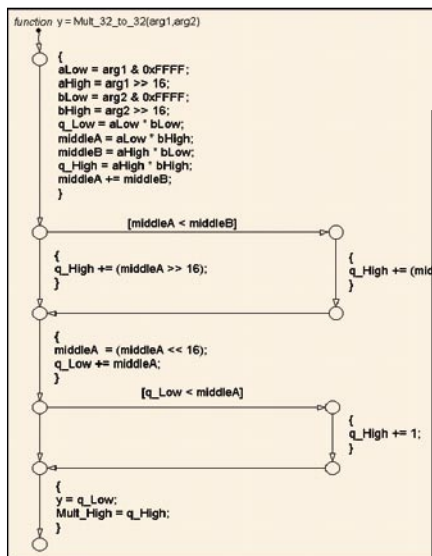 function y = Mult_32_to_32(arg1,arg2)
{
aLow = arg1 & 0xFFFF;
aHigh = arg1 >> 16;
bLow = arg2 & 0xFFFF;
bHigh = arg2 >> 16;
q_Low = aLow * bLow;
middleA = aLow * bHigh;
middleB = aHigh * bLow;
q_High = aHigh * bHigh;
middleA += middleB;
}
[middleA < middleB]
{
q_High += (middleA >> 16);
}
{
q_High +=
}
{
middleA = (middleA << 16);
q_Low += middleA;
}
[q_Low < middleA]
{
q_High += 1;
}
{
y = q_Low;
Mult_High = q_High;
}